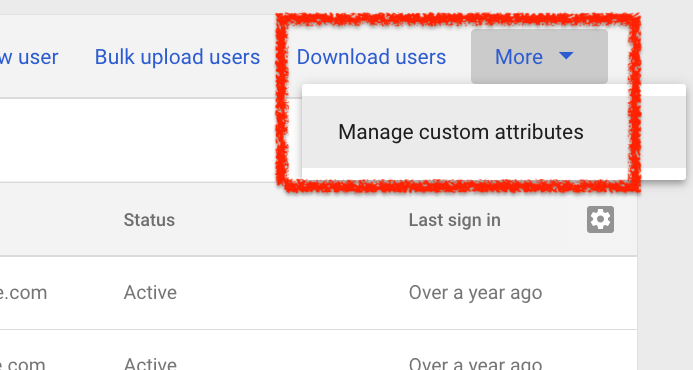 w user Bulk upload users Download users More
Manage custom attributes
Status Last sign in
e.com Active Over a year ago
e.com Active Over a year ago